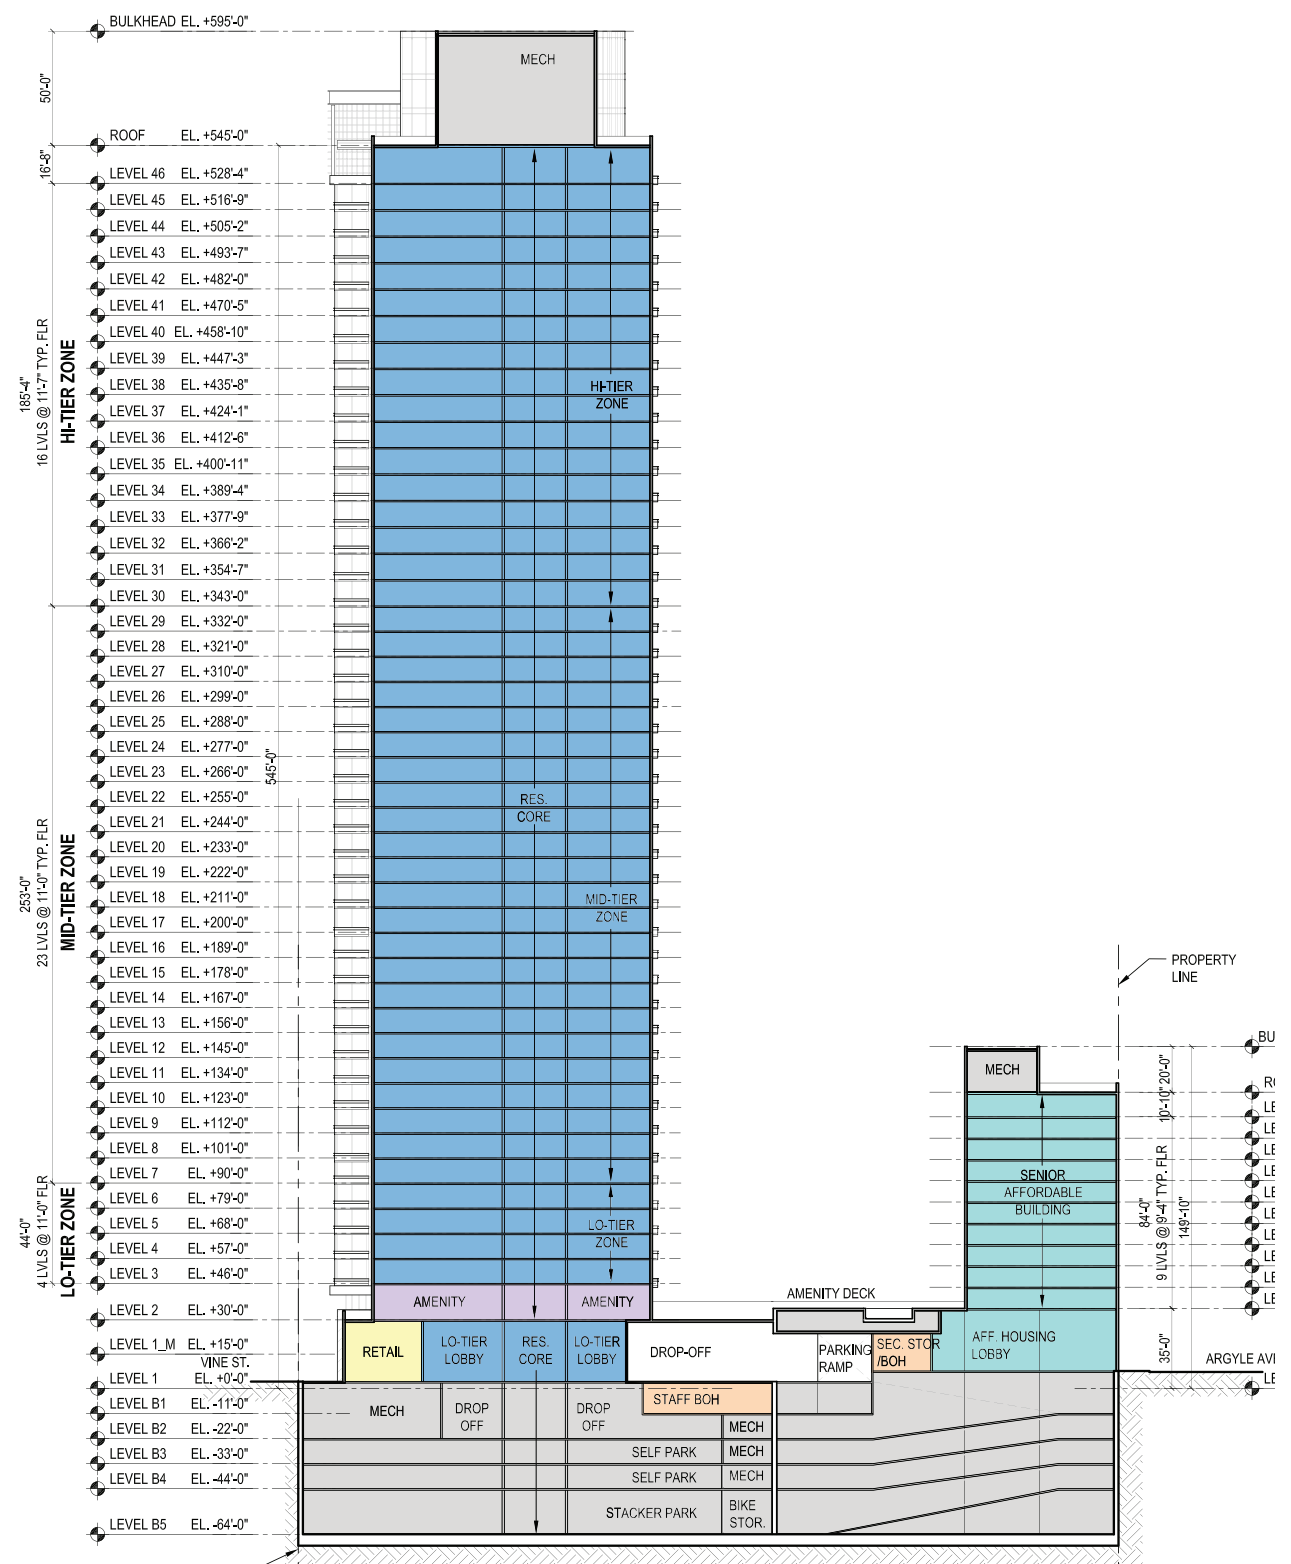 BULKHEAD EL. +595'-0"
50'-0"
ROOF EL. +545'-0"
16'-8"
LEVEL 46 EL. +528'-4"
LEVEL 45 EL. +516'-9"
LEVEL 44 EL. +505'-2"
LEVEL 43 EL. +493'-7"
LEVEL 42 EL. +482'-0"
LEVEL 41 EL. +470'-5"
LEVEL 40 EL. +458'-10"
LEVEL 39 EL. +447'-3"
LEVEL 38 EL. +435'-8"
LEVEL 37 EL. +424'-1"
LEVEL 36 EL. +412'-6"
LEVEL 35 EL. +400'-11"
LEVEL 34 EL. +389'-4"
LEVEL 33 EL. +377'-9"
LEVEL 32 EL. +366'-2"
LEVEL 31 EL. +354'-7"
LEVEL 30 EL. +343'-0"
LEVEL 29 EL. +332'-0"
LEVEL 28 EL. +321'-0"
LEVEL 27 EL. +310'-0"
LEVEL 26 EL. +299'-0"
LEVEL 25 EL. +288'-0"
LEVEL 24 EL. +277'-0"
LEVEL 23 EL. +266'-0"
LEVEL 22 EL. +255'-0"
LEVEL 21 EL. +244'-0"
LEVEL 20 EL. +233'-0"
LEVEL 19 EL. +222'-0"
LEVEL 18 EL. +211'-0"
LEVEL 17 EL. +200'-0"
LEVEL 16 EL. +189'-0"
LEVEL 15 EL. +178'-0"
LEVEL 14 EL. +167'-0"
LEVEL 13 EL. +156'-0"
LEVEL 12 EL. +145'-0"
LEVEL 11 EL. +134'-0"
LEVEL 10 EL. +123'-0"
LEVEL 9 EL. +112'-0"
LEVEL 8 EL. +101'-0"
LEVEL 7 EL. +90'-0"
LEVEL 6 EL. +79'-0"
LEVEL 5 EL. +68'-0"
LEVEL 4 EL. +57'-0"
LEVEL 3 EL. +46'-0"
LEVEL 2 EL. +30'-0"
LEVEL 1_M EL. +15'-0"
VINE ST.
LEVEL 1 EL. +0'-0"
LEVEL B1 EL. -11'-0"
LEVEL B2 EL. -22'-0"
LEVEL B3 EL. -33'-0"
LEVEL B4 EL. -44'-0"
LEVEL B5 EL. -64'-0"
185'-4"
16 LVLS @ 11'-7" TYP. FLR
HI-TIER ZONE
253'-0"
23 LVLS @ 11'-0" TYP. FLR
MID-TIER ZONE
44'-0"
4 LVLS @ 11'-0" FLR
LO-TIER ZONE
545'-0"
MECH
HI-TIER
ZONE
RES.
CORE
MID-TIER
ZONE
LO-TIER
ZONE
AMENITY
AMENITY
RETAIL
LO-TIER
LOBBY
RES.
CORE
LO-TIER
LOBBY
DROP-OFF
AMENITY DECK
PARKING
RAMP
SEC. STOR
/BOH
AFF. HOUSING
LOBBY
MECH
SENIOR
AFFORDABLE
BUILDING
PROPERTY
LINE
10'-10" 20'-0"
84'-0"
9 LVLS @ 9'-4" TYP. FLR
149'-10"
35'-0"
BU
LE
LE
LE
LE
LE
LE
LE
LE
LE
LE
ARGYLE AVE
LE
MECH
DROP
OFF
DROP
OFF
STAFF BOH
MECH
SELF PARK
MECH
SELF PARK
MECH
STACKER PARK
BIKE
STOR.